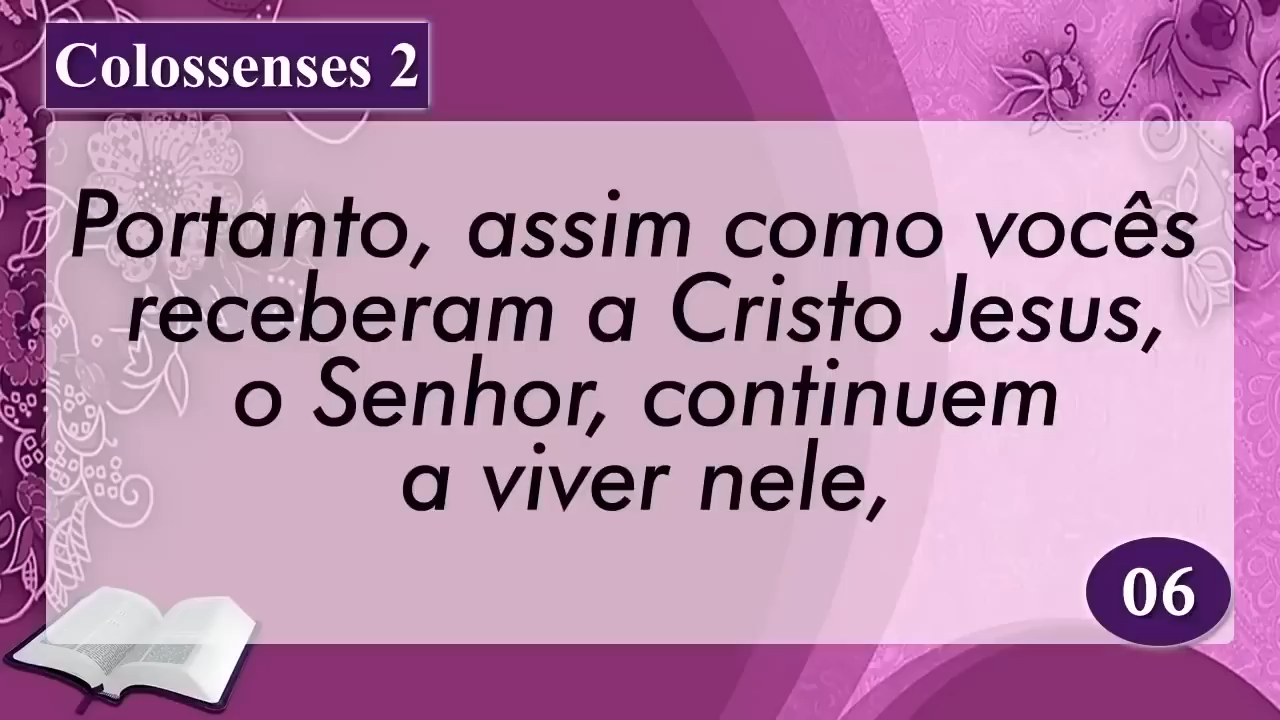 Colossenses 2
Portanto, assim como vocês
receberam a Cristo Jesus,
o Senhor, continuem
a viver nele,
06